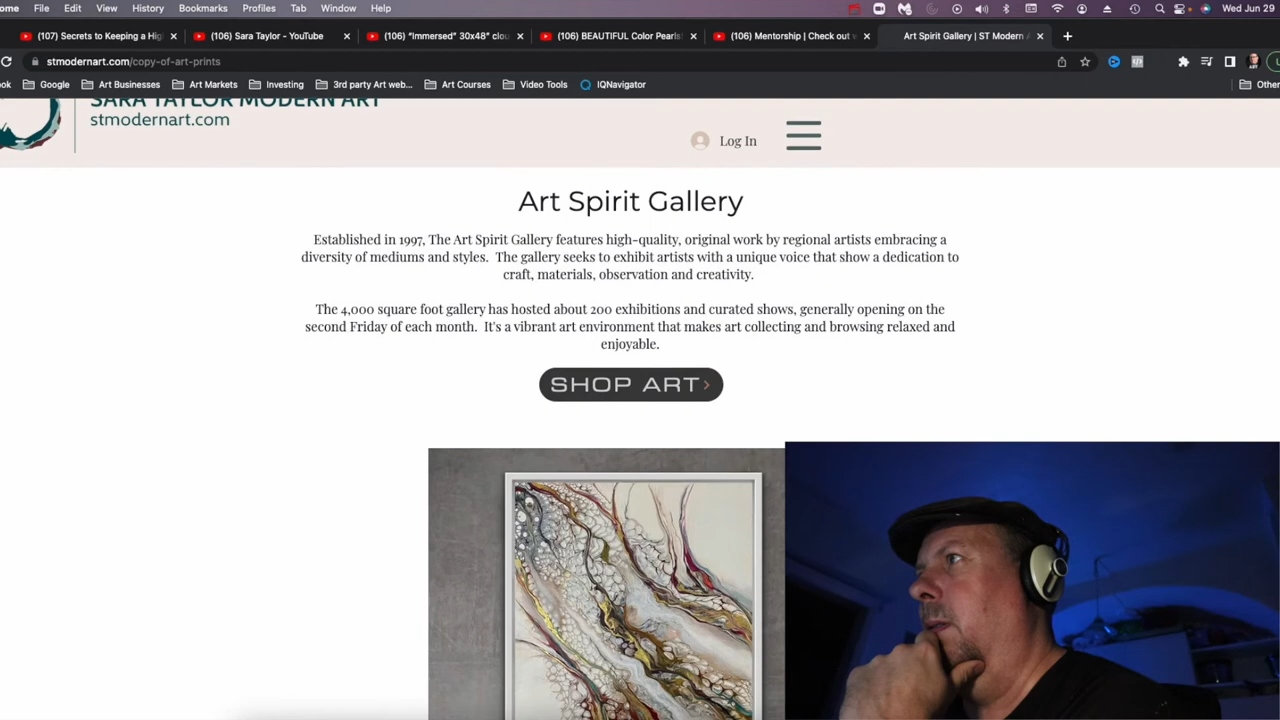 File Edit View History Bookmarks Profiles Tab Window Help Wed Jun 29
(107) Secrets to Keeping a Hig
(106) Sara Taylor - YouTube
(106) “Immersed” 30x48” clou
(106) BEAUTIFUL Color Pearls
(106) Mentorship | Check out w
Art Spirit Gallery | ST Modern
stmodernart.com/copy-of-art-prints
Google Art Businesses Art Markets Investing 3rd party Art web... Art Courses Video Tools IQNavigator Other
SARA TAYLOR MODERN ART
stmodernart.com
Log In
Art Spirit Gallery
Established in 1997, The Art Spirit Gallery features high-quality, original work by regional artists embracing a
diversity of mediums and styles. The gallery seeks to exhibit artists with a unique voice that show a dedication to
craft, materials, observation and creativity.
The 4,000 square foot gallery has hosted about 200 exhibitions and curated shows, generally opening on the
second Friday of each month. It's a vibrant art environment that makes art collecting and browsing relaxed and
enjoyable.
SHOP ART>